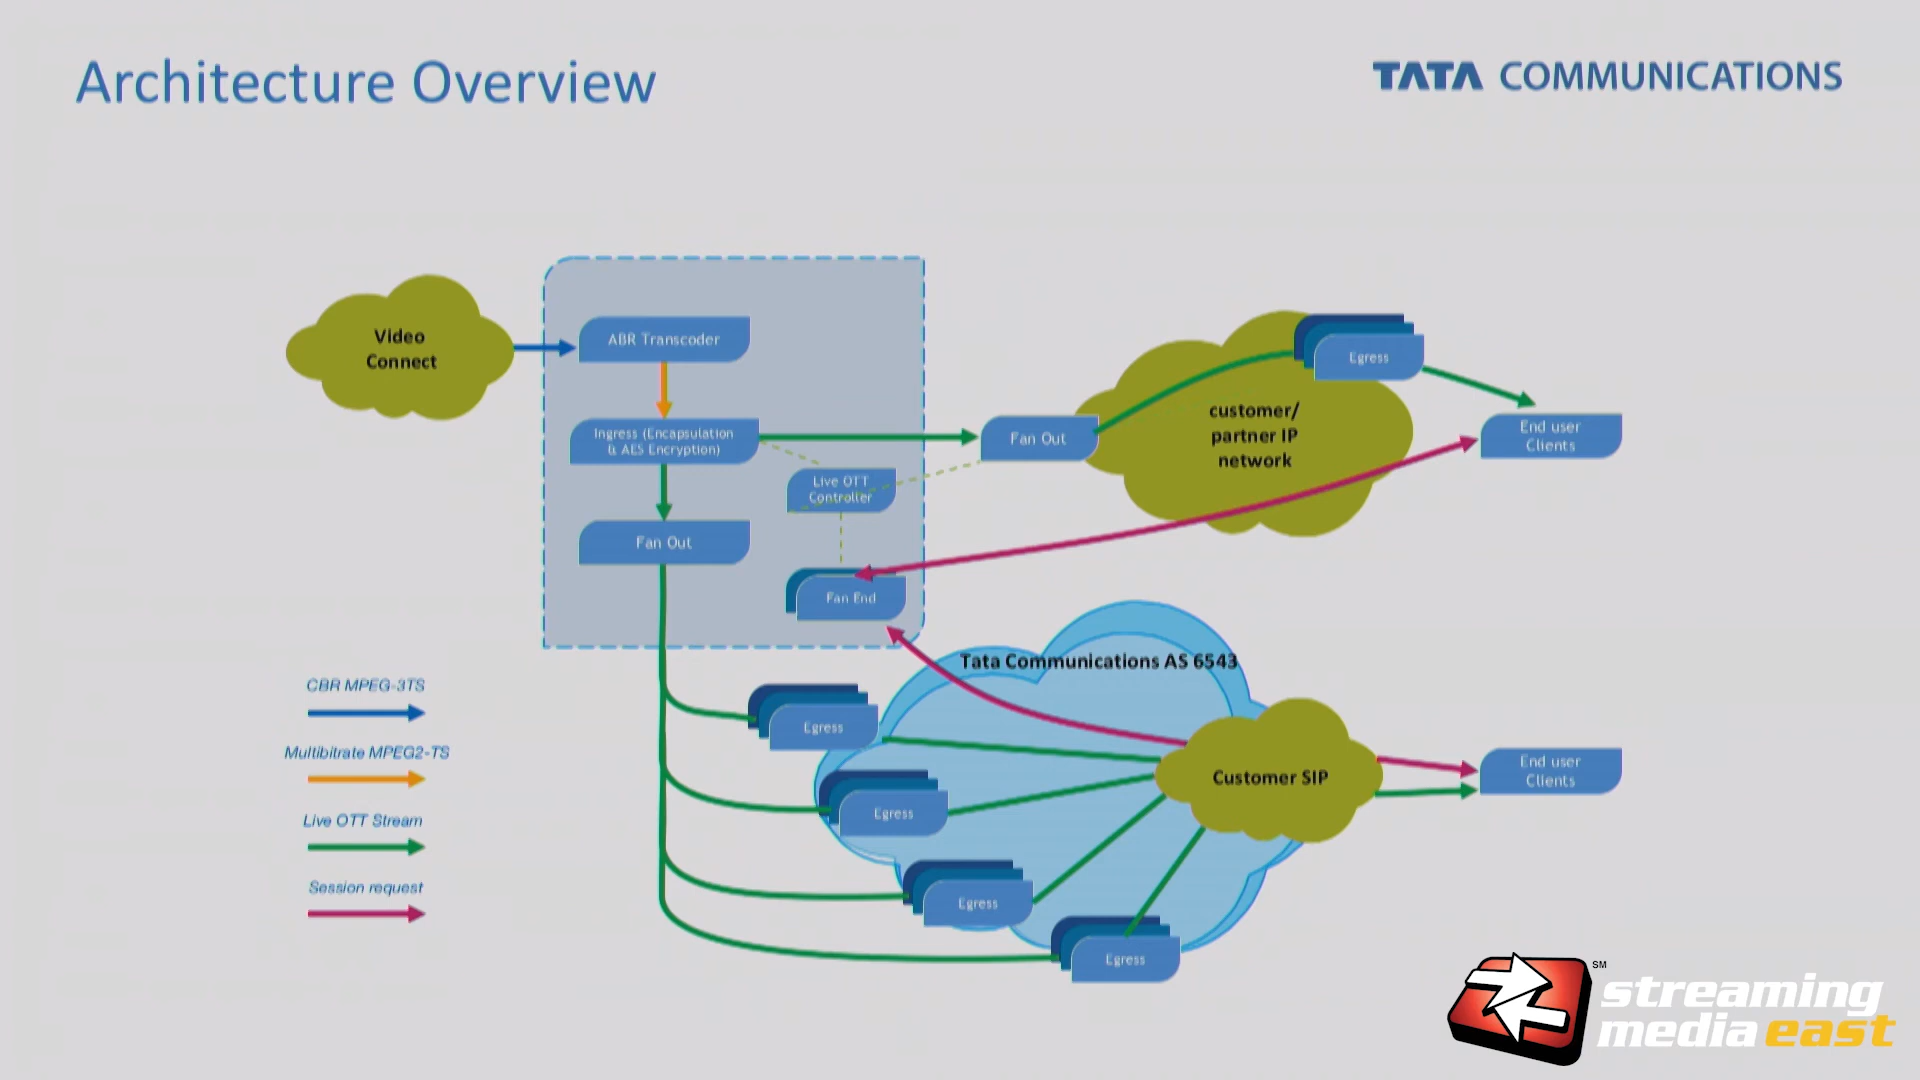 Architecture Overview
TATA COMMUNICATIONS
Video
Connect
ABR Transcoder
Ingress (Encapsulation
& AES Encryption)
Live OTT
Controller
Fan Out
Fan End
Fan Out
customer/
partner IP
network
Egress
End user
Clients
Tata Communications AS 6543
Egress
Egress
Egress
Egress
Customer SIP
End user
Clients
CBR MPEG-3TS
Multibitrate MPEG2-TS
Live OTT Stream
Session request
SM
streaming
media east